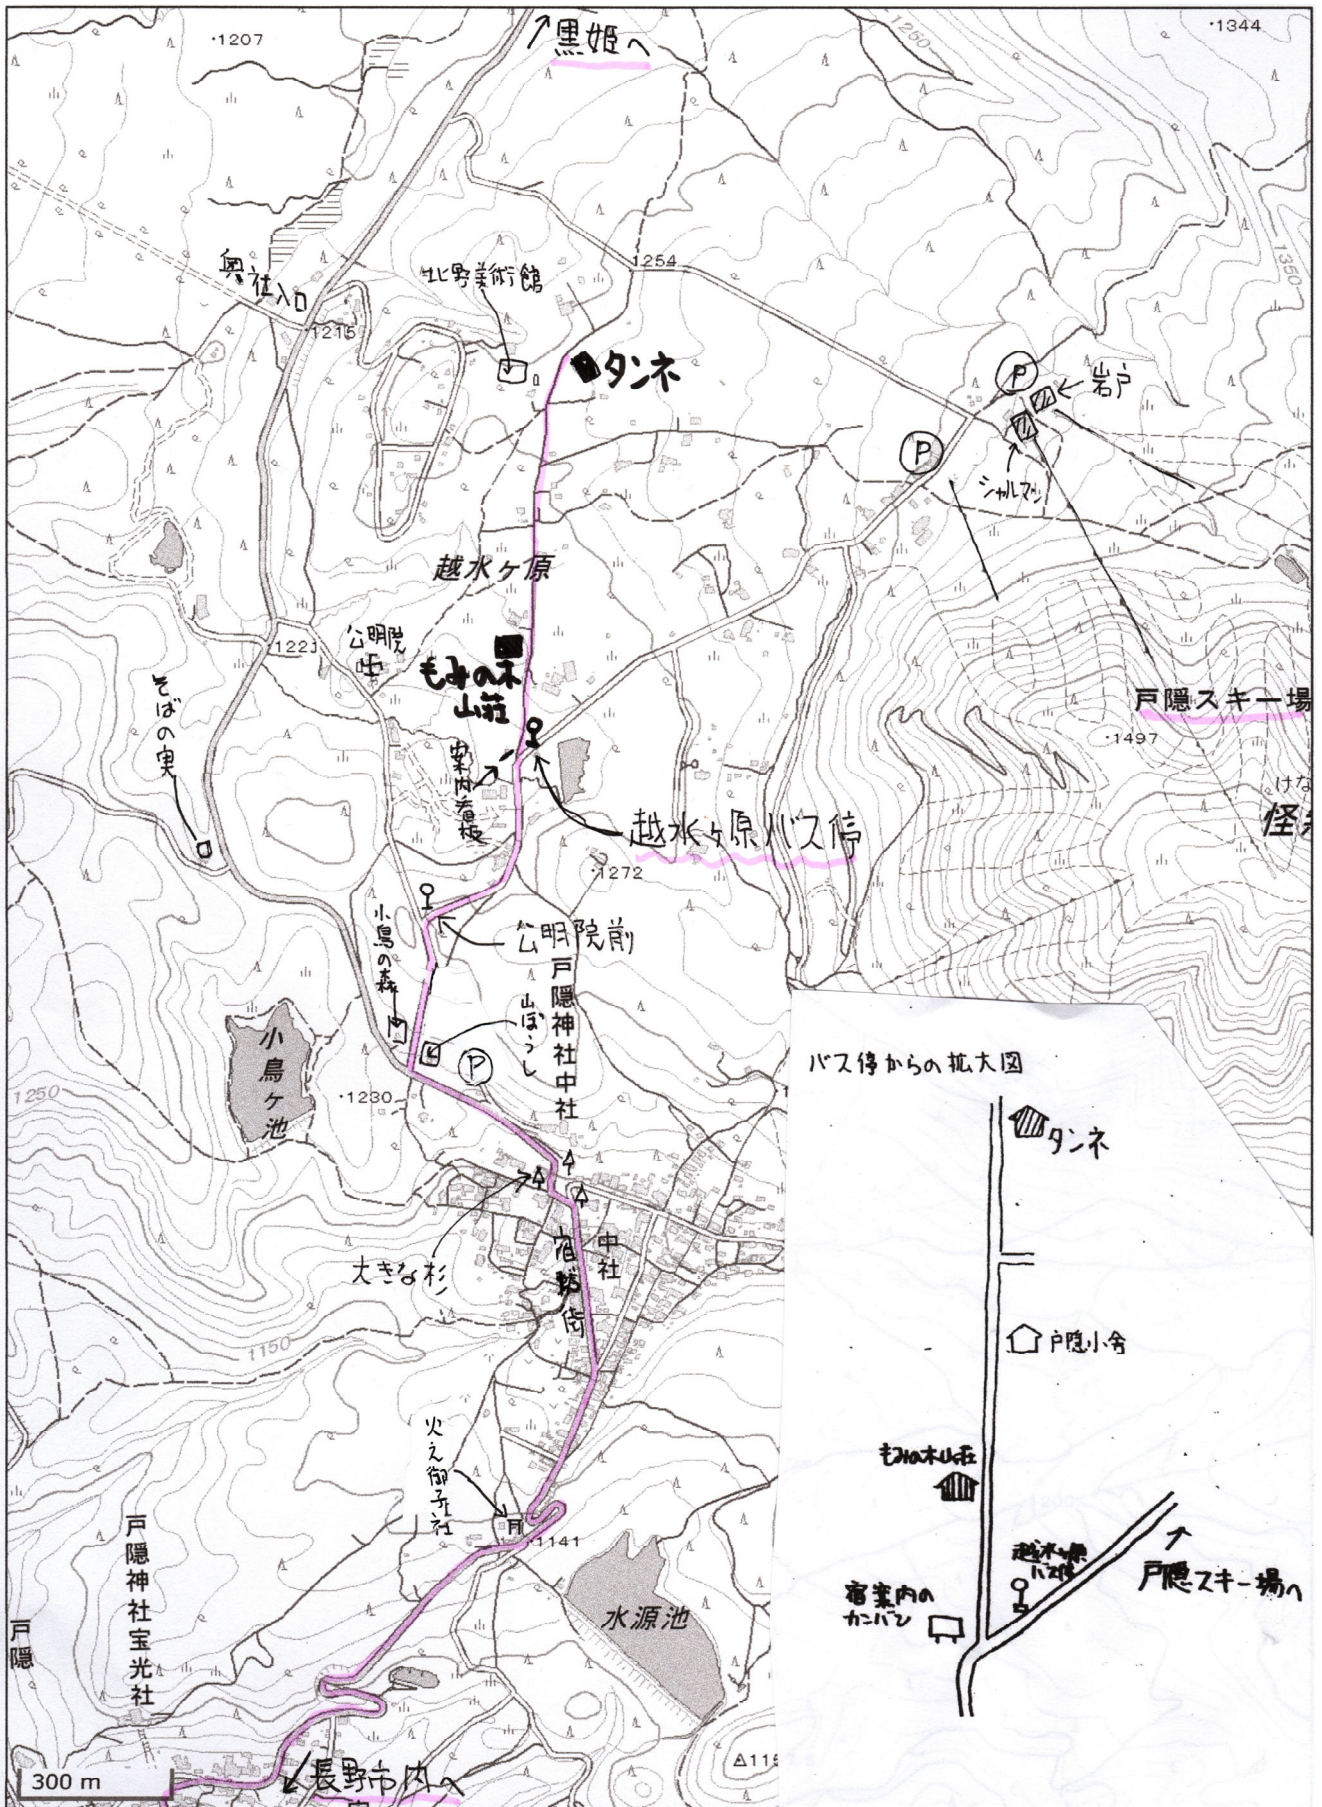 黒姫へ
・1207
・1344
1250
1350
1254
奥社入口
・1215
北野美術館
タンネ
P
岩戸
P
シャルマン
越水ヶ原
1221
公明院
もみの木
山荘
戸隠スキー場
・1497
けな
怪
そばの実
案内看板
越水ヶ原バス停
・1272
公明院前
小鳥の森
山ぼうし
P
戸隠神社中社
小鳥ヶ池
・1230
1250
大きな杉
中社
宿坊街
1150
火之御子社
・1141
水源池
戸隠神社宝光社
戸隠
△115
300 m
長野市内へ
バス停からの拡大図
タンネ
戸隠小舎
もみの木山荘
越水ヶ原
バス停
戸隠スキー場へ
宿案内の
カンバン